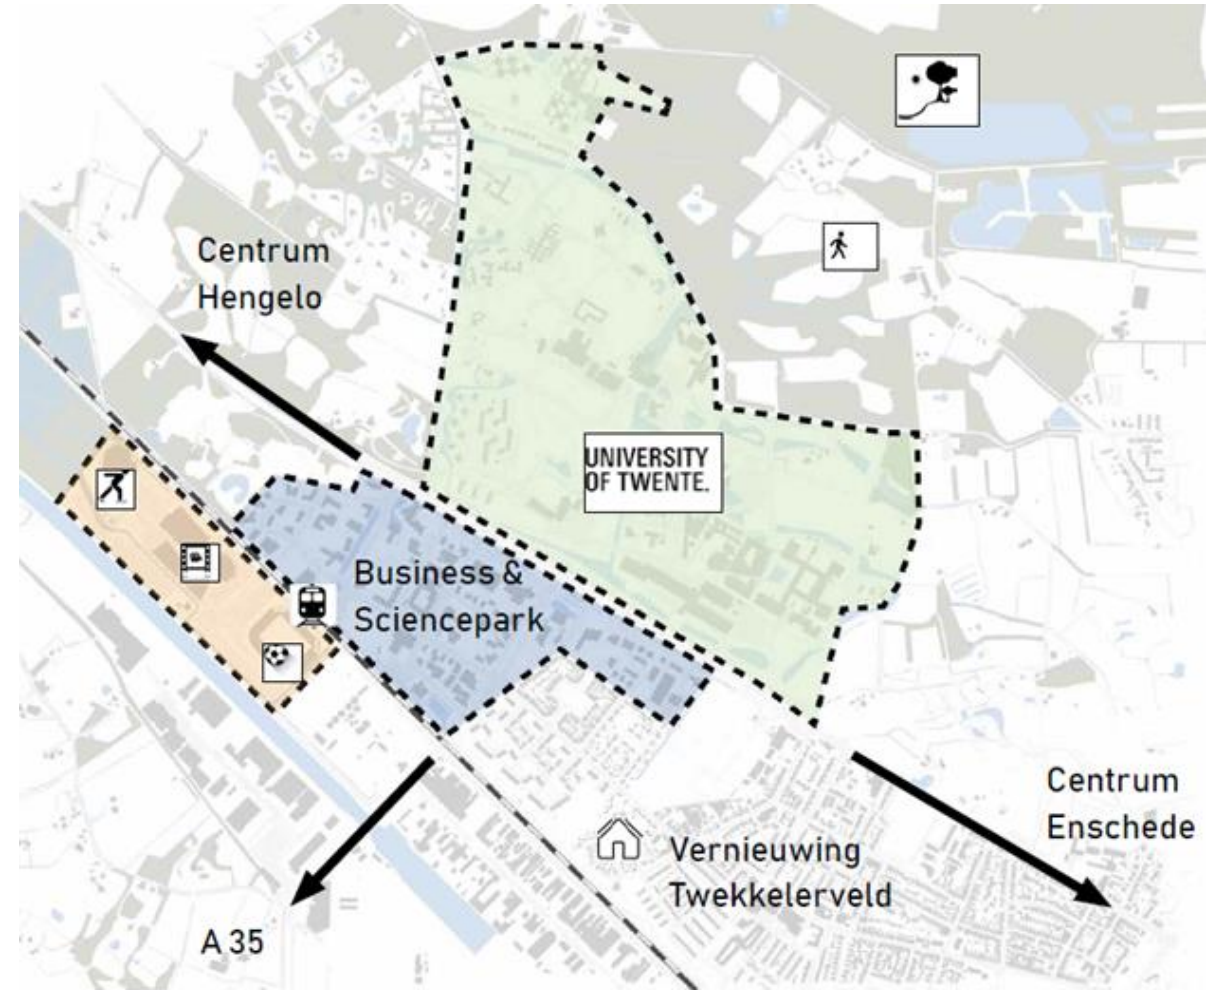 Centrum
Hengelo
UNIVERSITY
OF TWENTE.
Business &
Sciencepark
Centrum
Enschede
Vernieuwing
Twekkelerveld
A 35